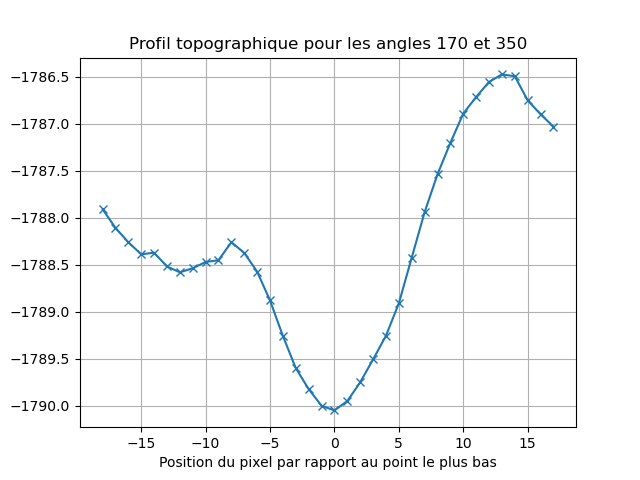 Profil topographique pour les angles 170 et 350
−1786.5
−1787.0
−1787.5
−1788.0
−1788.5
−1789.0
−1789.5
−1790.0
−15 −10 −5 0 5 10 15
Position du pixel par rapport au point le plus bas